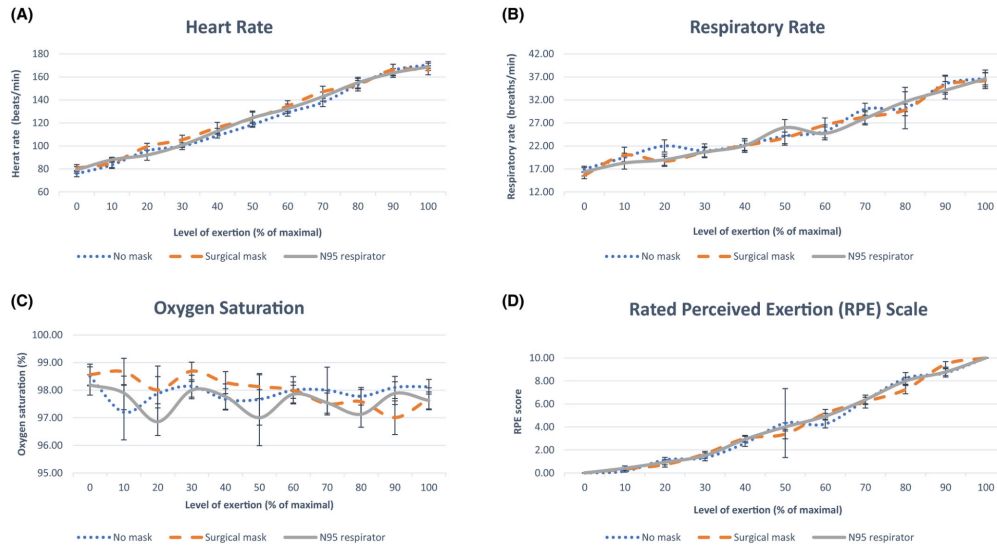 (A)
Heart Rate
Herat rate (beats/min)
180
160
140
120
100
80
60
0 10 20 30 40 50 60 70 80 90 100
Level of exertion (% of maximal)
No mask Surgical mask N95 respirator
(B)
Respiratory Rate
Respiratory rate (breaths/min)
42.00
37.00
32.00
27.00
22.00
17.00
12.00
0 10 20 30 40 50 60 70 80 90 100
Level of exertion (% of maximal)
No mask Surgical mask N95 respirator
(C)
Oxygen Saturation
Oxygen saturation (%)
100.00
99.00
98.00
97.00
96.00
95.00
0 10 20 30 40 50 60 70 80 90 100
Level of exertion (% of maximal)
No mask Surgical mask N95 respirator
(D)
Rated Perceived Exertion (RPE) Scale
RPE score
10.00
8.00
6.00
4.00
2.00
0.00
0 10 20 30 40 50 60 70 80 90 100
Level of exertion (% of maximal)
No mask Surgical mask N95 respirator